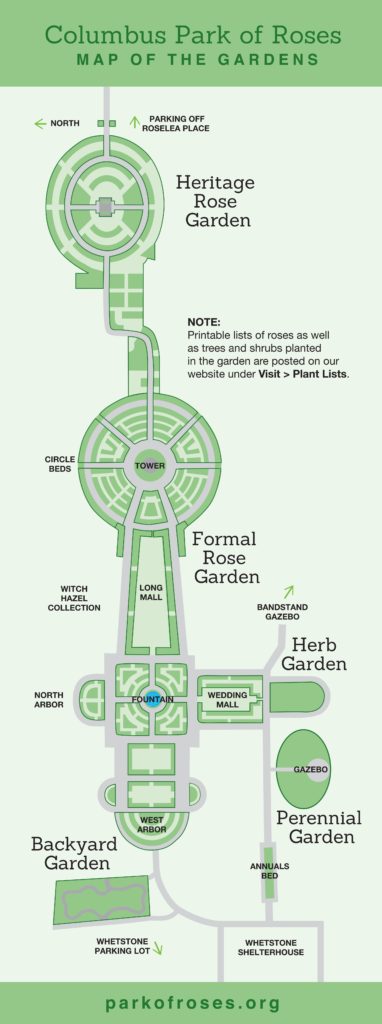 Columbus Park of Roses
MAP OF THE GARDENS
NORTH
PARKING OFF
ROSELEA PLACE
Heritage
Rose
Garden
NOTE:
Printable lists of roses as well
as trees and shrubs planted
in the garden are posted on our
website under Visit > Plant Lists.
CIRCLE
BEDS
TOWER
Formal
Rose
Garden
WITCH
HAZEL
COLLECTION
LONG
MALL
BANDSTAND
GAZEBO
Herb
Garden
NORTH
ARBOR
FOUNTAIN
WEDDING
MALL
GAZEBO
Perennial
Garden
WEST
ARBOR
Backyard
Garden
ANNUALS
BED
WHETSTONE
PARKING LOT
WHETSTONE
SHELTERHOUSE
parkofroses.org